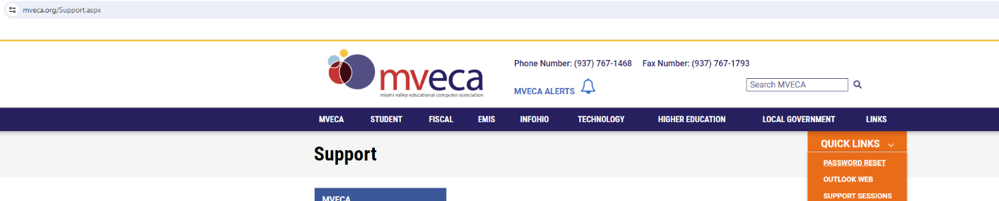 mveca.org/Support.aspx
mveca
miami valley educational computer association
Phone Number: (937) 767-1468 Fax Number: (937) 767-1793
MVECA ALERTS
Search MVECA
MVECA STUDENT FISCAL EMIS INFOHIO TECHNOLOGY HIGHER EDUCATION LOCAL GOVERNMENT LINKS
Support
QUICK LINKS
PASSWORD RESET
OUTLOOK WEB
SUPPORT SESSIONS
MVECA